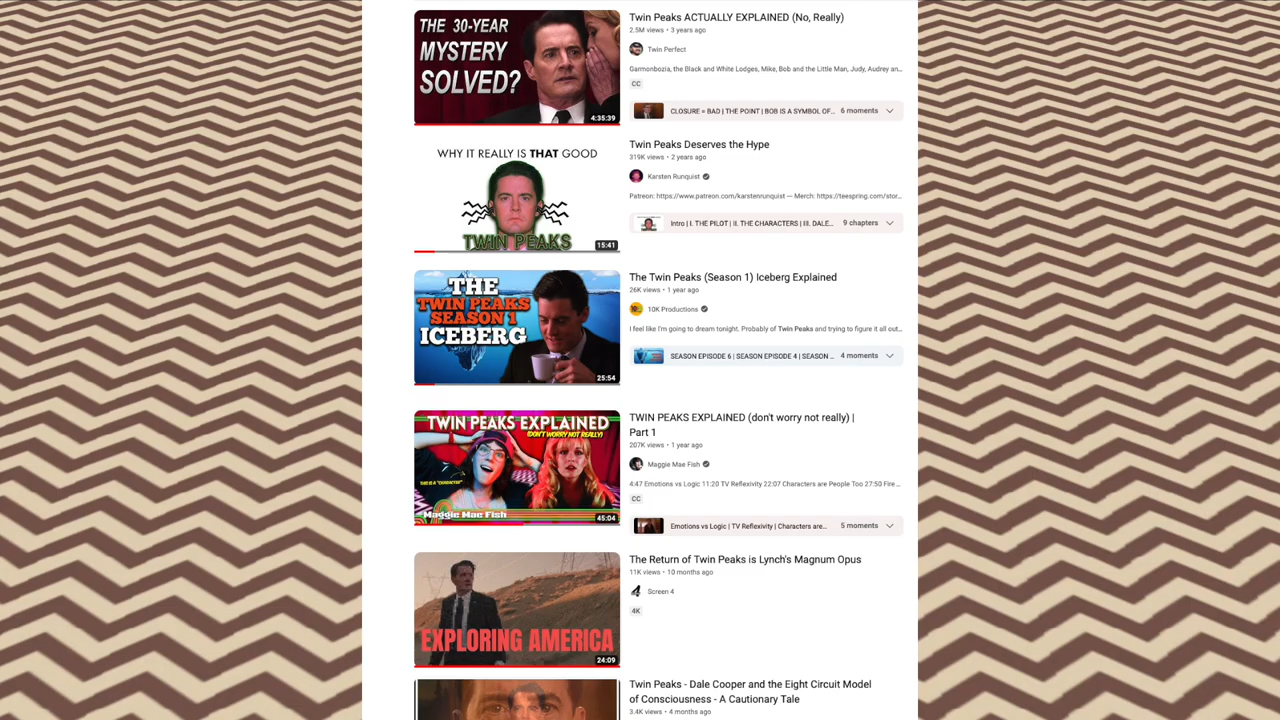 THE 30-YEAR
MYSTERY
SOLVED?
4:35:39
Twin Peaks ACTUALLY EXPLAINED (No, Really)
2.5M views • 3 years ago
Twin Perfect
Garmonbozia, the Black and White Lodges, Mike, Bob and the Little Man, Judy, Audrey an...
CC
CLOSURE = BAD | THE POINT | BOB IS A SYMBOL OF... 6 moments
WHY IT REALLY IS THAT GOOD
TWIN PEAKS
15:41
Twin Peaks Deserves the Hype
319K views • 2 years ago
Karsten Runquist
Patreon: https://www.patreon.com/karstenrunquist — Merch: https://teespring.com/stor...
Intro | I. THE PILOT | II. THE CHARACTERS | III. DALE... 9 chapters
THE
TWIN PEAKS
SEASON 1
ICEBERG
25:54
The Twin Peaks (Season 1) Iceberg Explained
26K views • 1 year ago
10K Productions
I feel like I'm going to dream tonight. Probably of Twin Peaks and trying to figure it all out...
SEASON EPISODE 6 | SEASON EPISODE 4 | SEASON ... 4 moments
TWIN PEAKS EXPLAINED
(DON'T WORRY NOT REALLY)
THIS IS A "CHARACTER"
Maggie Mae Fish
45:04
TWIN PEAKS EXPLAINED (don't worry not really) |
Part 1
207K views • 1 year ago
Maggie Mae Fish
4:47 Emotions vs Logic 11:20 TV Reflexivity 22:07 Characters are People Too 27:50 Fire ...
CC
Emotions vs Logic | TV Reflexivity | Characters are... 5 moments
EXPLORING AMERICA
24:09
The Return of Twin Peaks is Lynch's Magnum Opus
11K views • 10 months ago
Screen 4
4K
Twin Peaks - Dale Cooper and the Eight Circuit Model
of Consciousness - A Cautionary Tale
3.4K views • 4 months ago